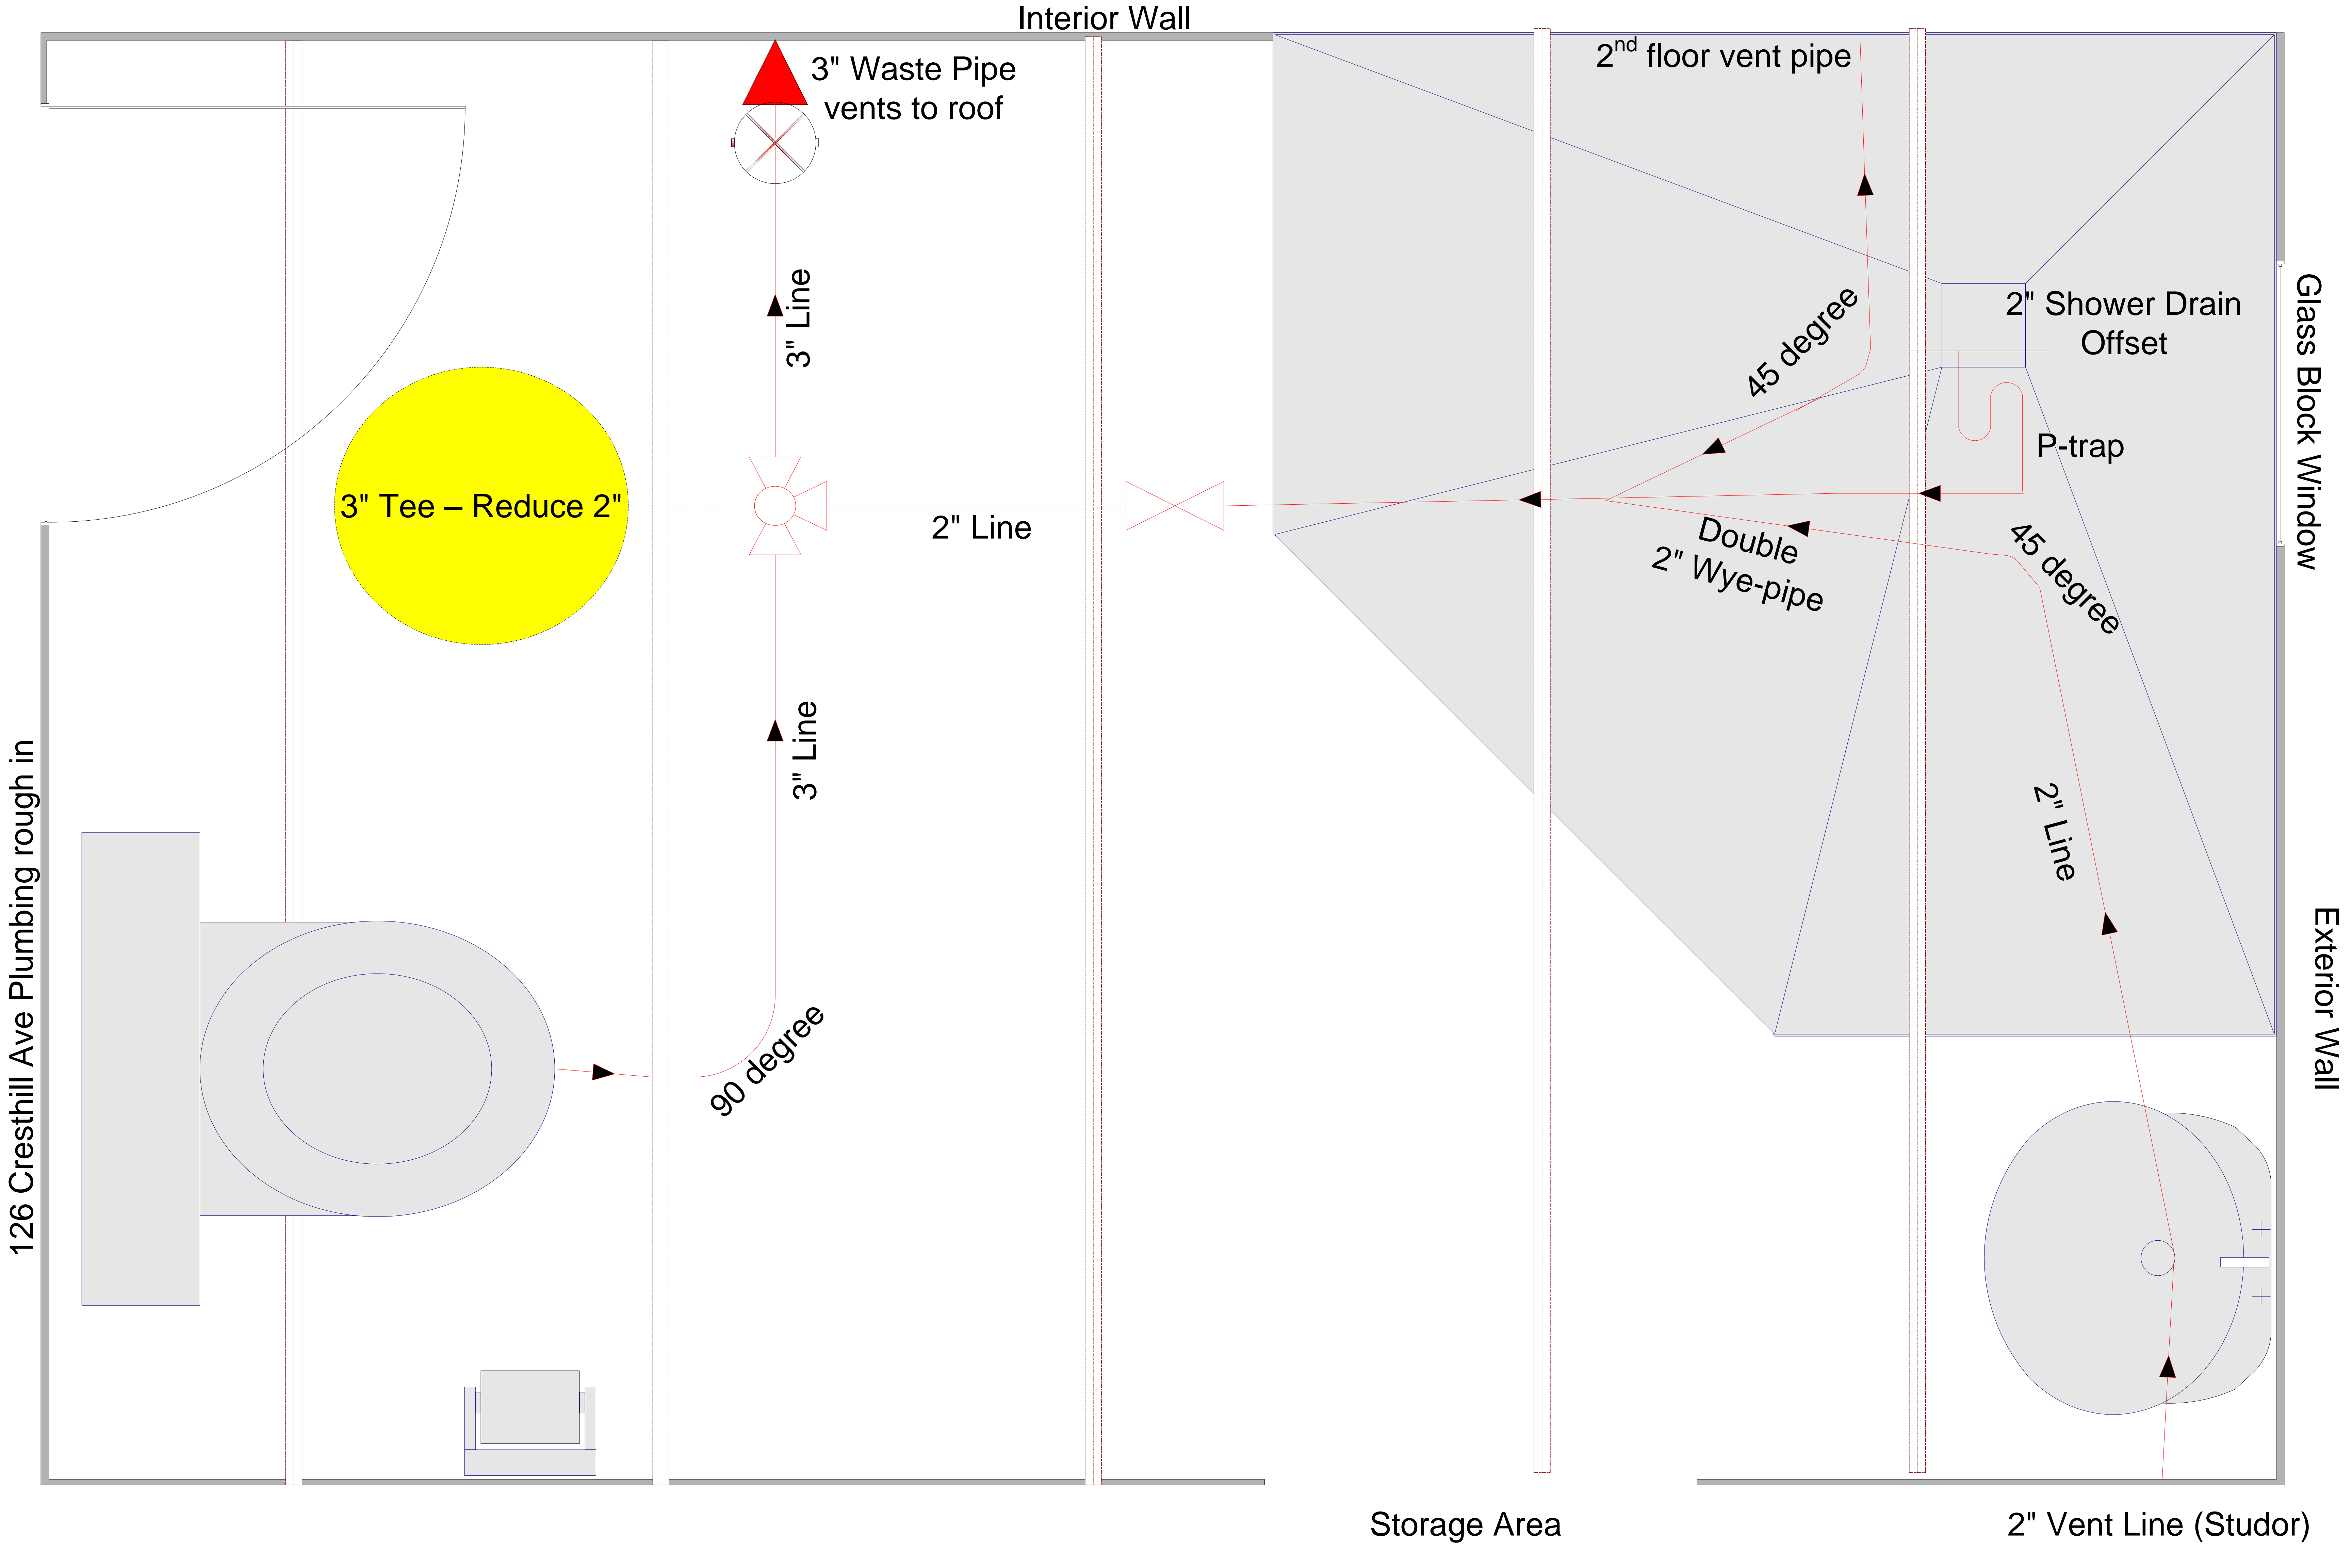 Interior Wall
3" Waste Pipe
vents to roof
2nd floor vent pipe
3" Line
45 degree
2" Shower Drain
Offset
Glass Block Window
P-trap
3" Tee – Reduce 2"
2" Line
Double
2" Wye-pipe
45 degree
3" Line
2" Line
126 Cresthill Ave Plumbing rough in
Exterior Wall
90 degree
Storage Area
2" Vent Line (Studor)